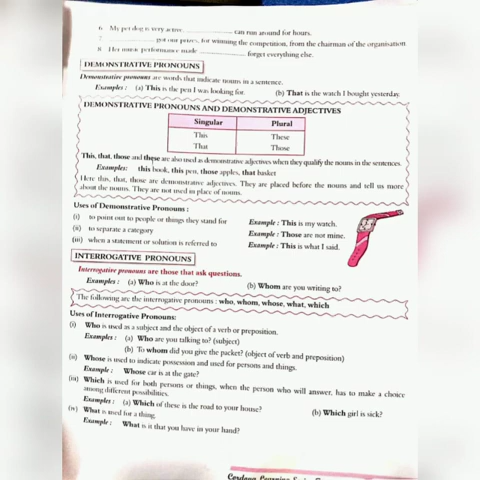 6. My pet dog is very active. __________ can run around for hours.
7. __________ got our prizes, for winning the competition, from the chairman of the organisation.
8. Her music performance made __________ forget everything else.
DEMONSTRATIVE PRONOUNS
Demonstrative pronouns are words that indicate nouns in a sentence.
Examples : (a) This is the pen I was looking for. (b) That is the watch I bought yesterday.
DEMONSTRATIVE PRONOUNS AND DEMONSTRATIVE ADJECTIVES
Singular Plural
This These
That Those
This, that, those and these are also used as demonstrative adjectives when they qualify the nouns in the sentences.
Examples: this book, this pen, those apples, that basket
Here this, that, those are demonstrative adjectives. They are placed before the nouns and tell us more
about the nouns. They are not used in place of nouns.
Uses of Demonstrative Pronouns :
(i) to point out to people or things they stand for Example : This is my watch.
(ii) to separate a category Example : Those are not mine.
(iii) when a statement or solution is referred to Example : This is what I said.
INTERROGATIVE PRONOUNS
Interrogative pronouns are those that ask questions.
Examples : (a) Who is at the door? (b) Whom are you writing to?
The following are the interrogative pronouns : who, whom, whose, what, which
Uses of Interrogative Pronouns:
(i) Who is used as a subject and the object of a verb or preposition.
Examples : (a) Who are you talking to? (subject)
(b) To whom did you give the packet? (object of verb and preposition)
(ii) Whose is used to indicate possession and used for persons and things.
Example : Whose car is at the gate?
(iii) Which is used for both persons or things, when the person who will answer, has to make a choice
among different possibilities.
Examples : (a) Which of these is the road to your house? (b) Which girl is sick?
(iv) What is used for a thing.
Example : What is it that you have in your hand?
Cordova Learning